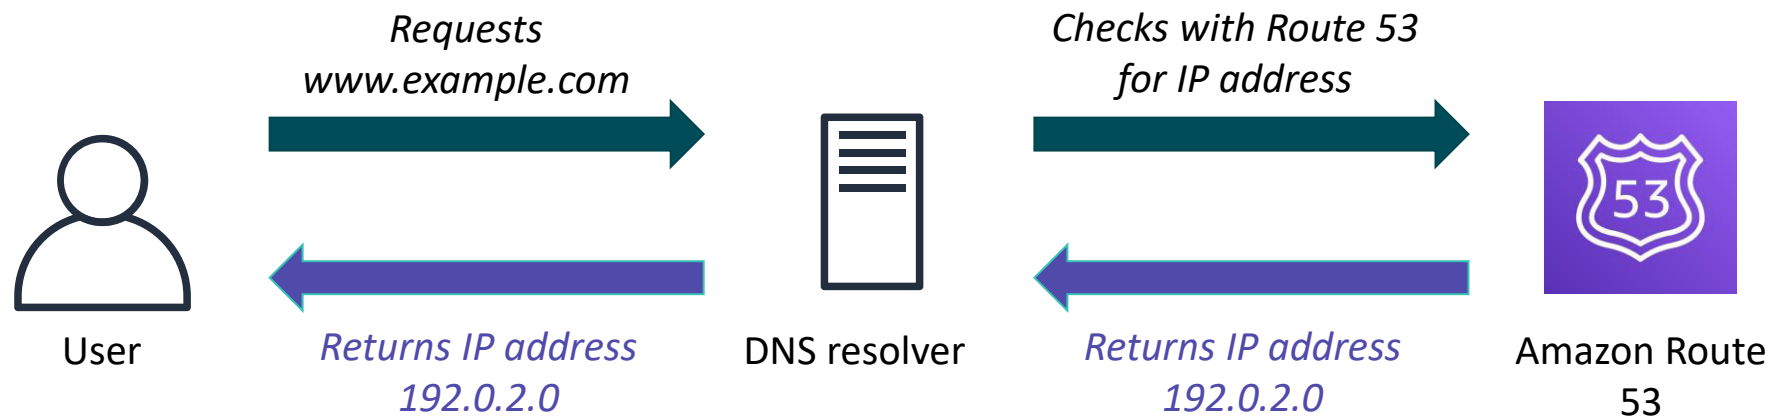 Requests
www.example.com
Checks with Route 53
for IP address
53
User
Returns IP address
192.0.2.0
DNS resolver
Returns IP address
192.0.2.0
Amazon Route
53